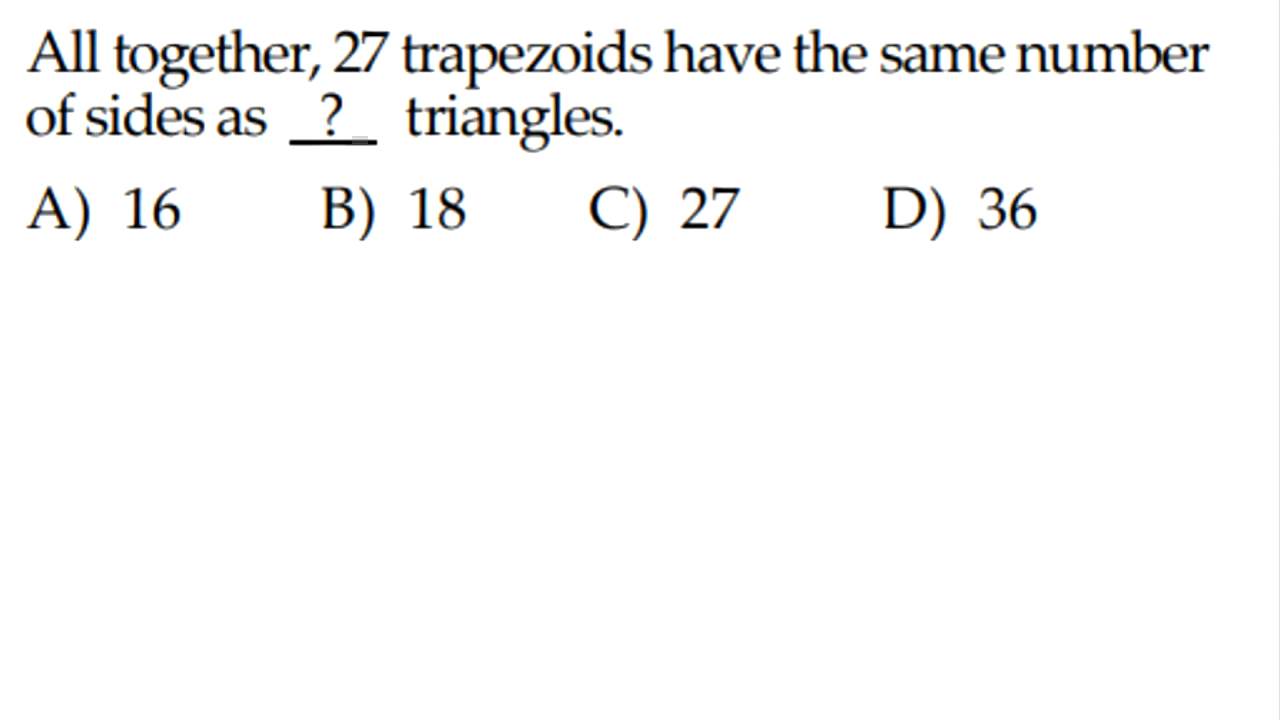 All together, 27 trapezoids have the same number
of sides as ? triangles.
A) 16 B) 18 C) 27 D) 36